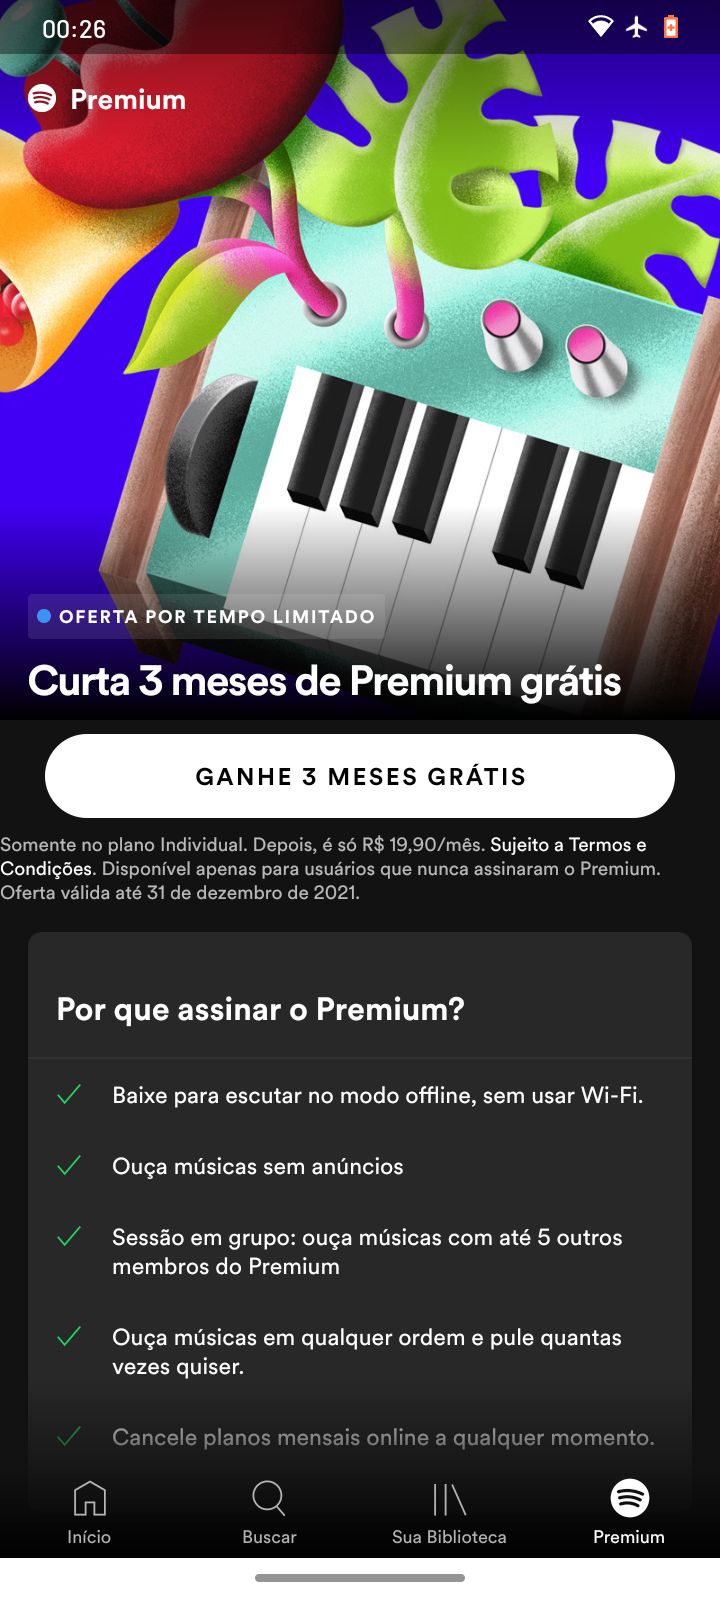 00:26
Premium
OFERTA POR TEMPO LIMITADO
Curta 3 meses de Premium grátis
GANHE 3 MESES GRÁTIS
Somente no plano Individual. Depois, é só R$ 19,90/mês. Sujeito a Termos e
Condições. Disponível apenas para usuários que nunca assinaram o Premium.
Oferta válida até 31 de dezembro de 2021.
Por que assinar o Premium?
Baixe para escutar no modo offline, sem usar Wi-Fi.
Ouça músicas sem anúncios
Sessão em grupo: ouça músicas com até 5 outros
membros do Premium
Ouça músicas em qualquer ordem e pule quantas
vezes quiser.
Cancele planos mensais online a qualquer momento.
Início
Buscar
Sua Biblioteca
Premium